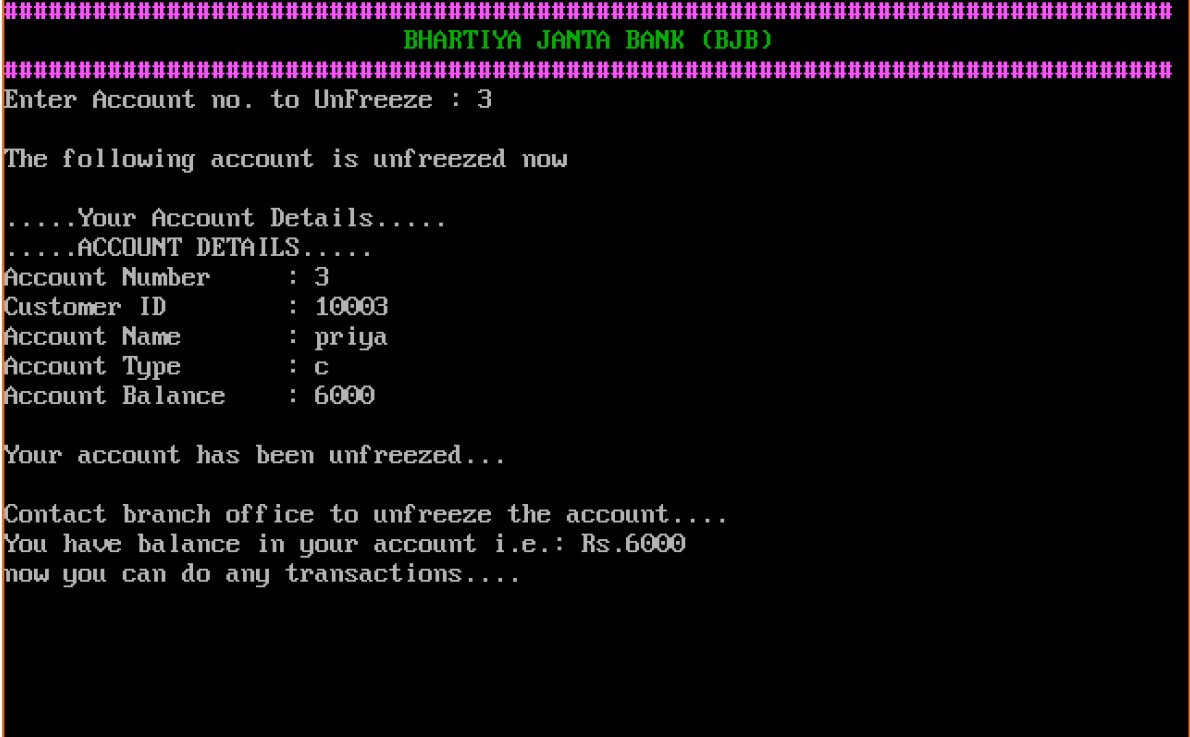 ################################################################################
BHARTIYA JANTA BANK (BJB)
################################################################################
Enter Account no. to UnFreeze : 3
The following account is unfreezed now
.....Your Account Details.....
.....ACCOUNT DETAILS.....
Account Number : 3
Customer ID : 10003
Account Name : priya
Account Type : c
Account Balance : 6000
Your account has been unfreezed...
Contact branch office to unfreeze the account....
You have balance in your account i.e.: Rs.6000
now you can do any transactions....